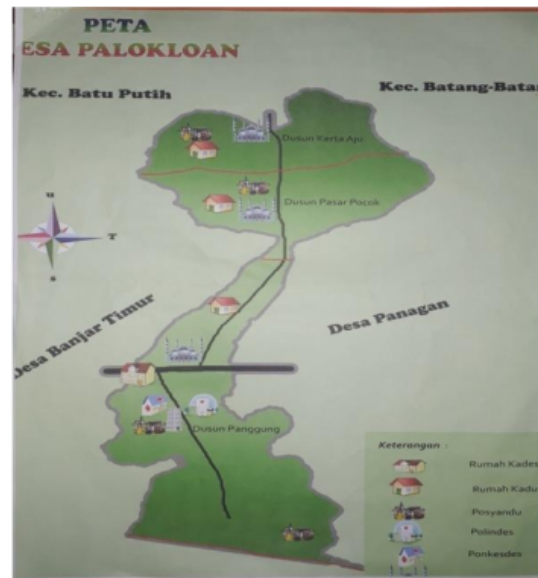 PETA
ESA PALOKLOAN
Kec. Batu Putih
Kec. Batang-Batan
Dusun Kerta Aju
Dusun Pasar Pocok
U
T
S
Desa Panagan
Desa Banjar Timur
Dusun Panggung
Keterangan :
Rumah Kades
Rumah Kadu
Posyandu
Polindes
Ponkesdes